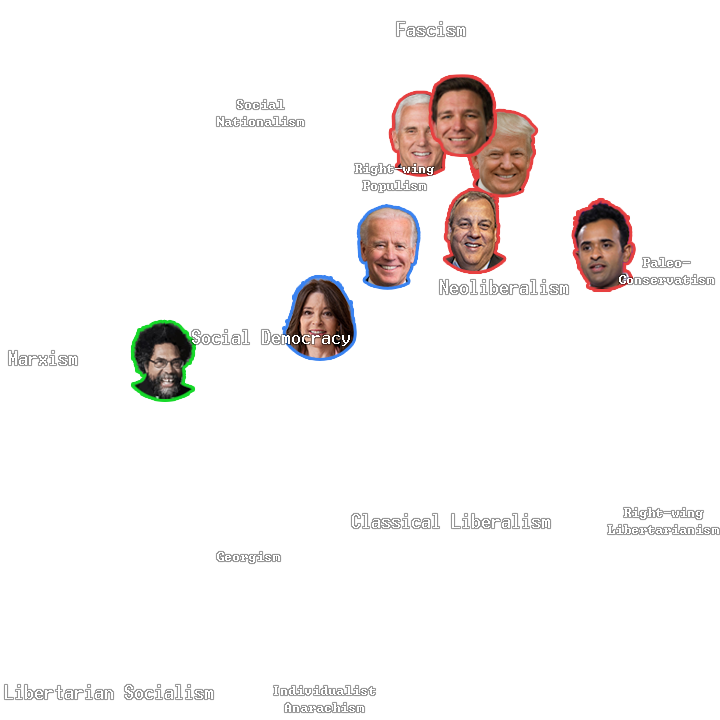 Fascism
Social
Nationalism
Right-wing
Populism
Paleo-
Conservatism
Neoliberalism
Social Democracy
Marxism
Classical Liberalism
Right-wing
Libertarianism
Georgism
Libertarian Socialism
Individualist
Anarachism